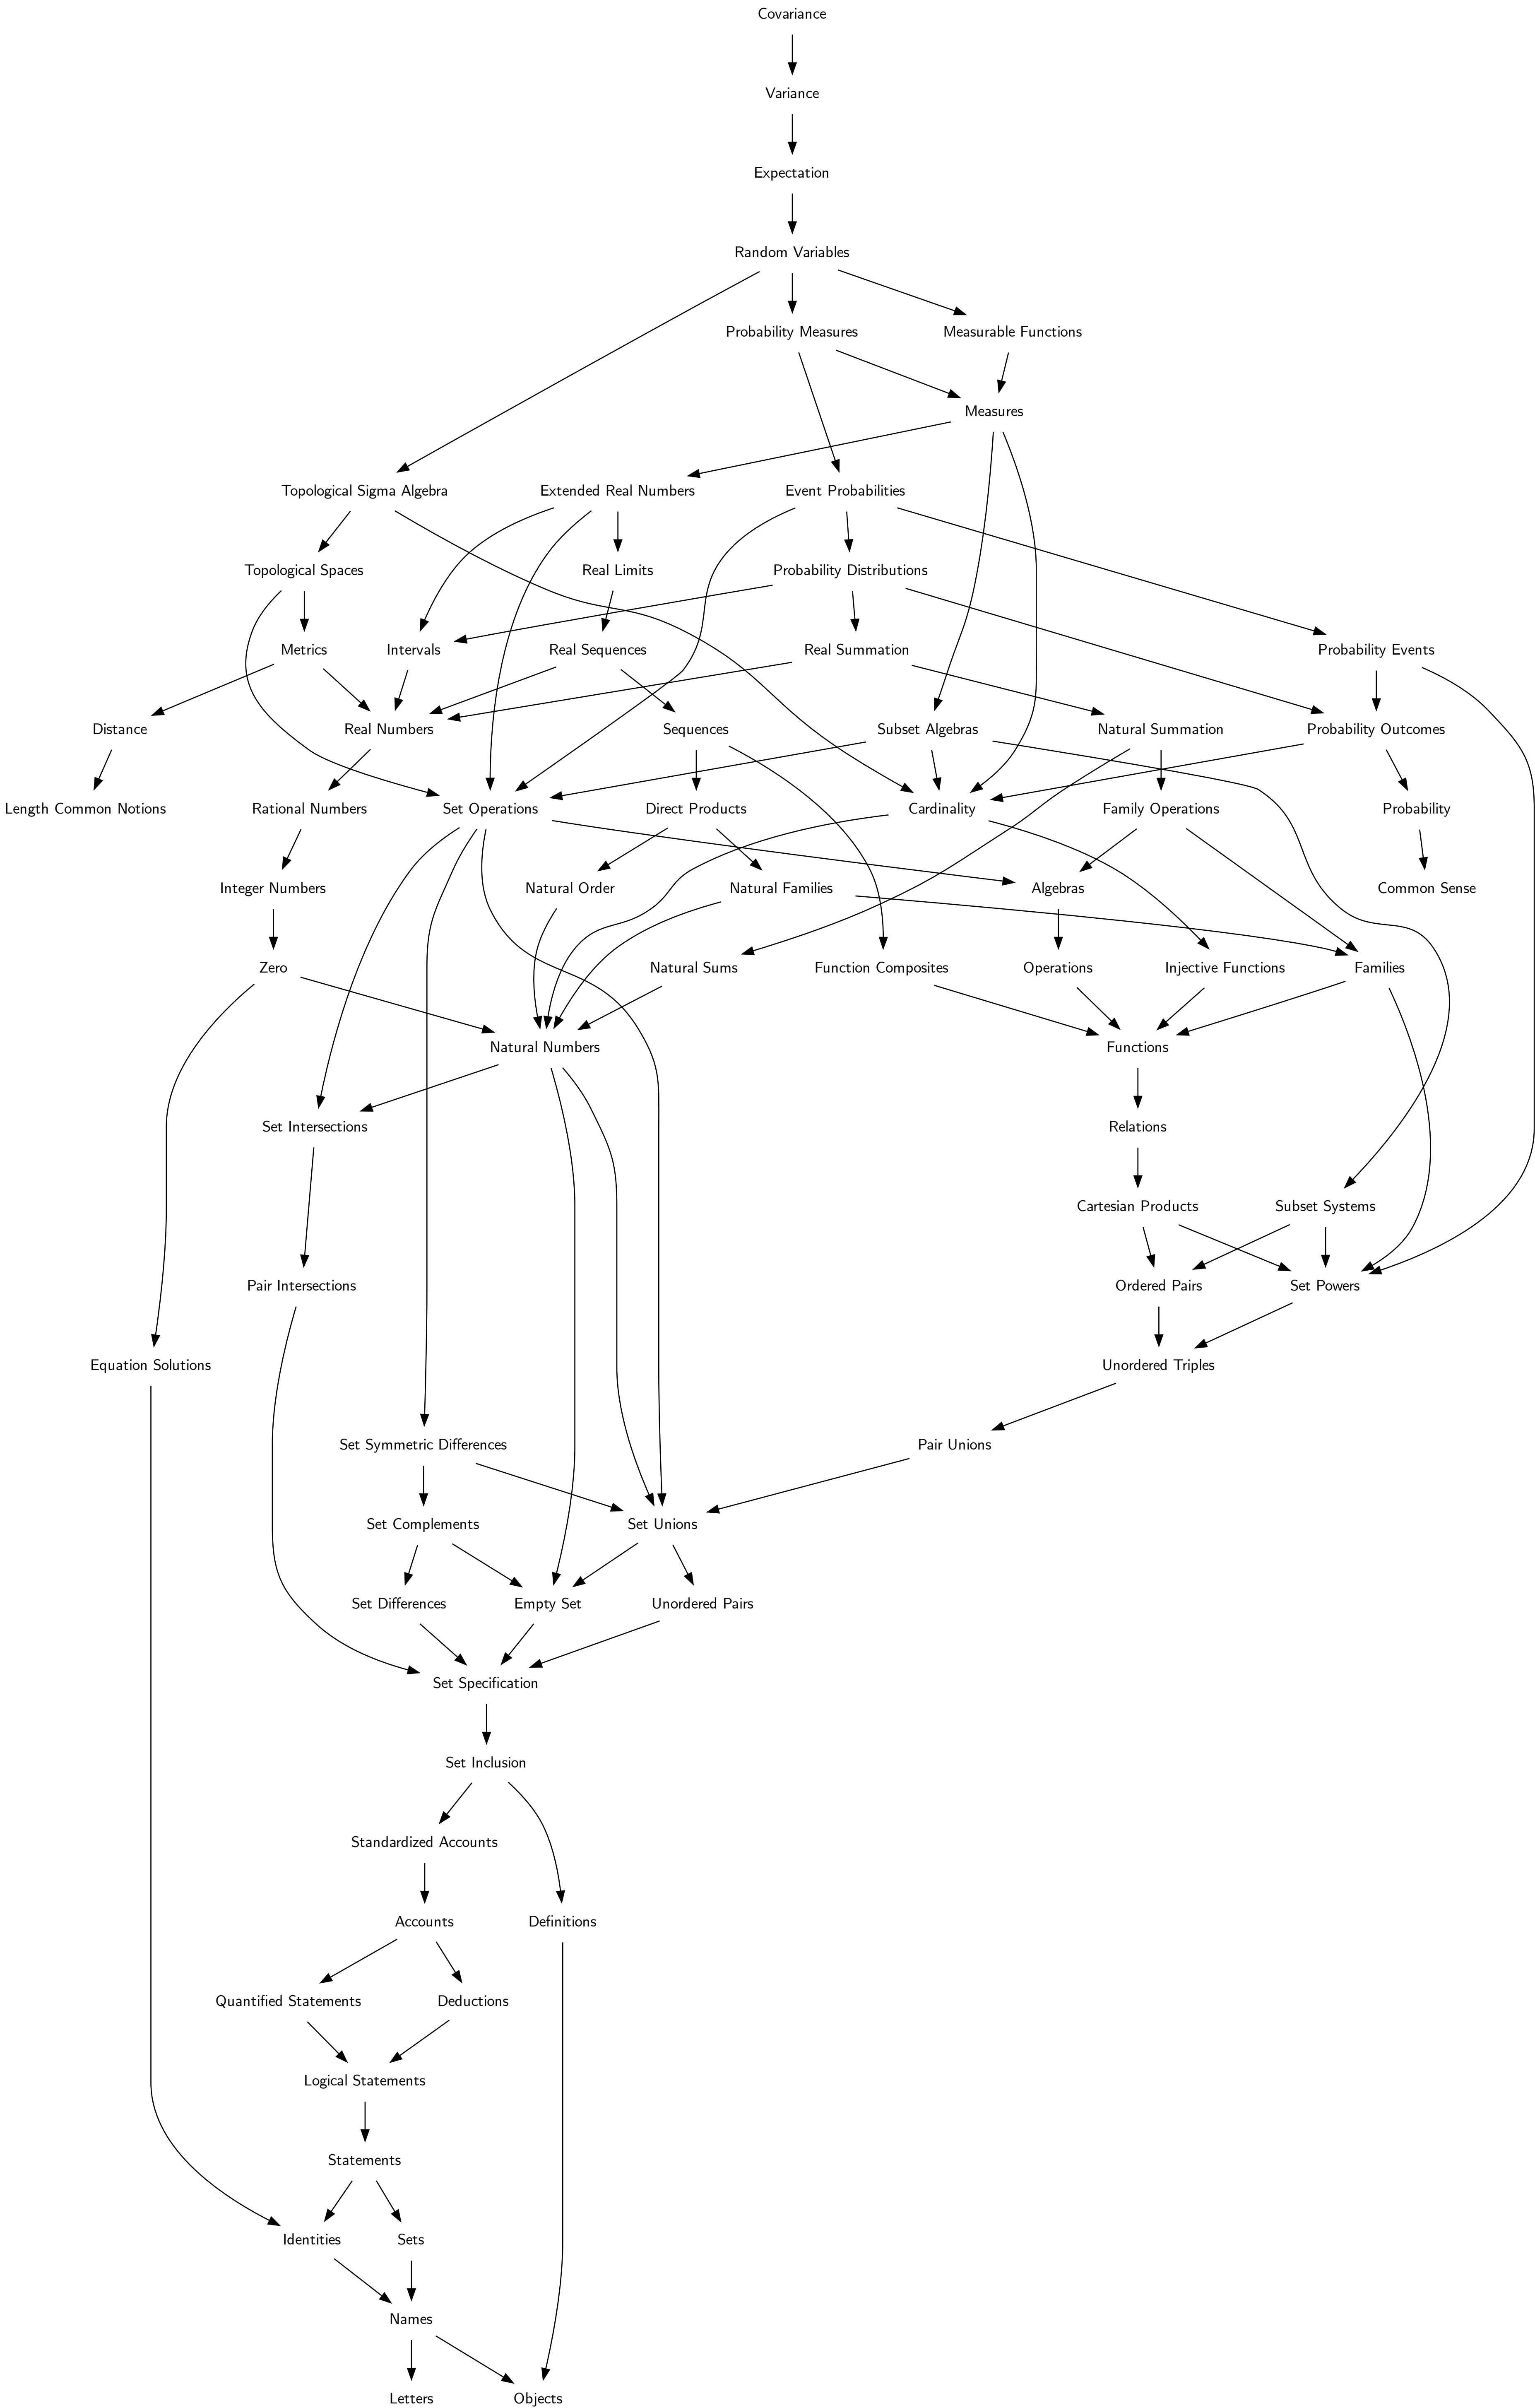 Covariance
Variance
Expectation
Random Variables
Probability Measures
Measurable Functions
Measures
Topological Sigma Algebra
Extended Real Numbers
Event Probabilities
Topological Spaces
Real Limits
Probability Distributions
Metrics
Intervals
Real Sequences
Real Summation
Probability Events
Distance
Real Numbers
Sequences
Subset Algebras
Natural Summation
Probability Outcomes
Length Common Notions
Rational Numbers
Set Operations
Direct Products
Cardinality
Family Operations
Probability
Integer Numbers
Natural Order
Natural Families
Algebras
Common Sense
Zero
Natural Sums
Function Composites
Operations
Injective Functions
Families
Natural Numbers
Functions
Set Intersections
Relations
Cartesian Products
Subset Systems
Pair Intersections
Ordered Pairs
Set Powers
Equation Solutions
Unordered Triples
Set Symmetric Differences
Pair Unions
Set Complements
Set Unions
Set Differences
Empty Set
Unordered Pairs
Set Specification
Set Inclusion
Standardized Accounts
Accounts
Definitions
Quantified Statements
Deductions
Logical Statements
Statements
Identities
Sets
Names
Letters
Objects